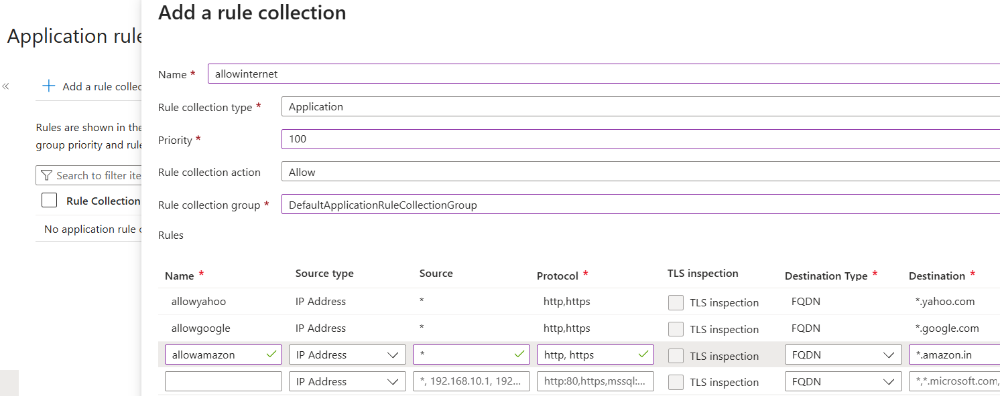 Add a rule collection
Application rule
«
+ Add a rule collec
Rules are shown in the
group priority and rule
Search to filter ite
Rule Collection
No application rule c
Name * allowinternet
Rule collection type * Application
Priority * 100
Rule collection action Allow
Rule collection group * DefaultApplicationRuleCollectionGroup
Rules
Name * Source type Source Protocol * TLS inspection Destination Type * Destination *
allowyahoo IP Address * http,https TLS inspection FQDN *.yahoo.com
allowgoogle IP Address * http,https TLS inspection FQDN *.google.com
allowamazon IP Address * http, https TLS inspection FQDN *.amazon.in
IP Address *, 192.168.10.1, 192... http:80,https,mssql:... TLS inspection FQDN *,*.microsoft.com,